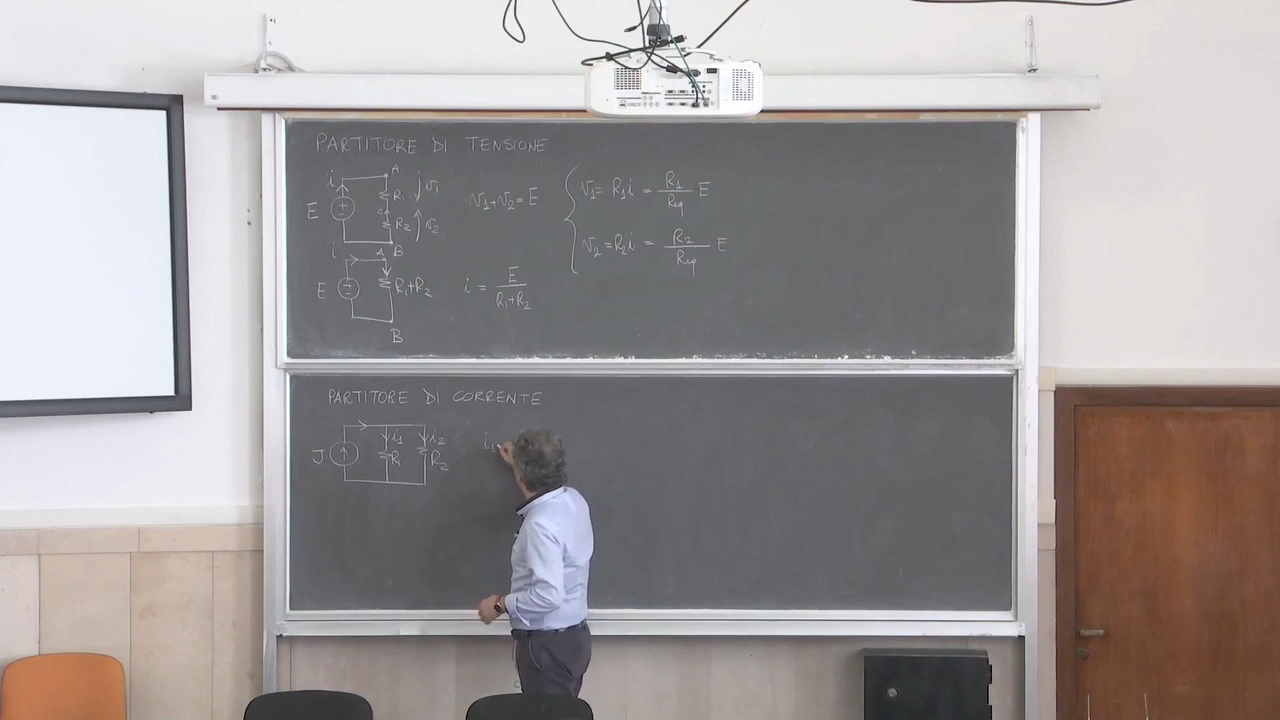 PARTITORE DI TENSIONE
i A
R1 v1
E C v1+v2=E
R2 v2
B
i A
E R1+R2 i = E / R1+R2
B
v1= R1i = R1 / Req E
v2=R2i = R2 / Req E
PARTITORE DI CORRENTE
i1 i2 i1
J R1 R2